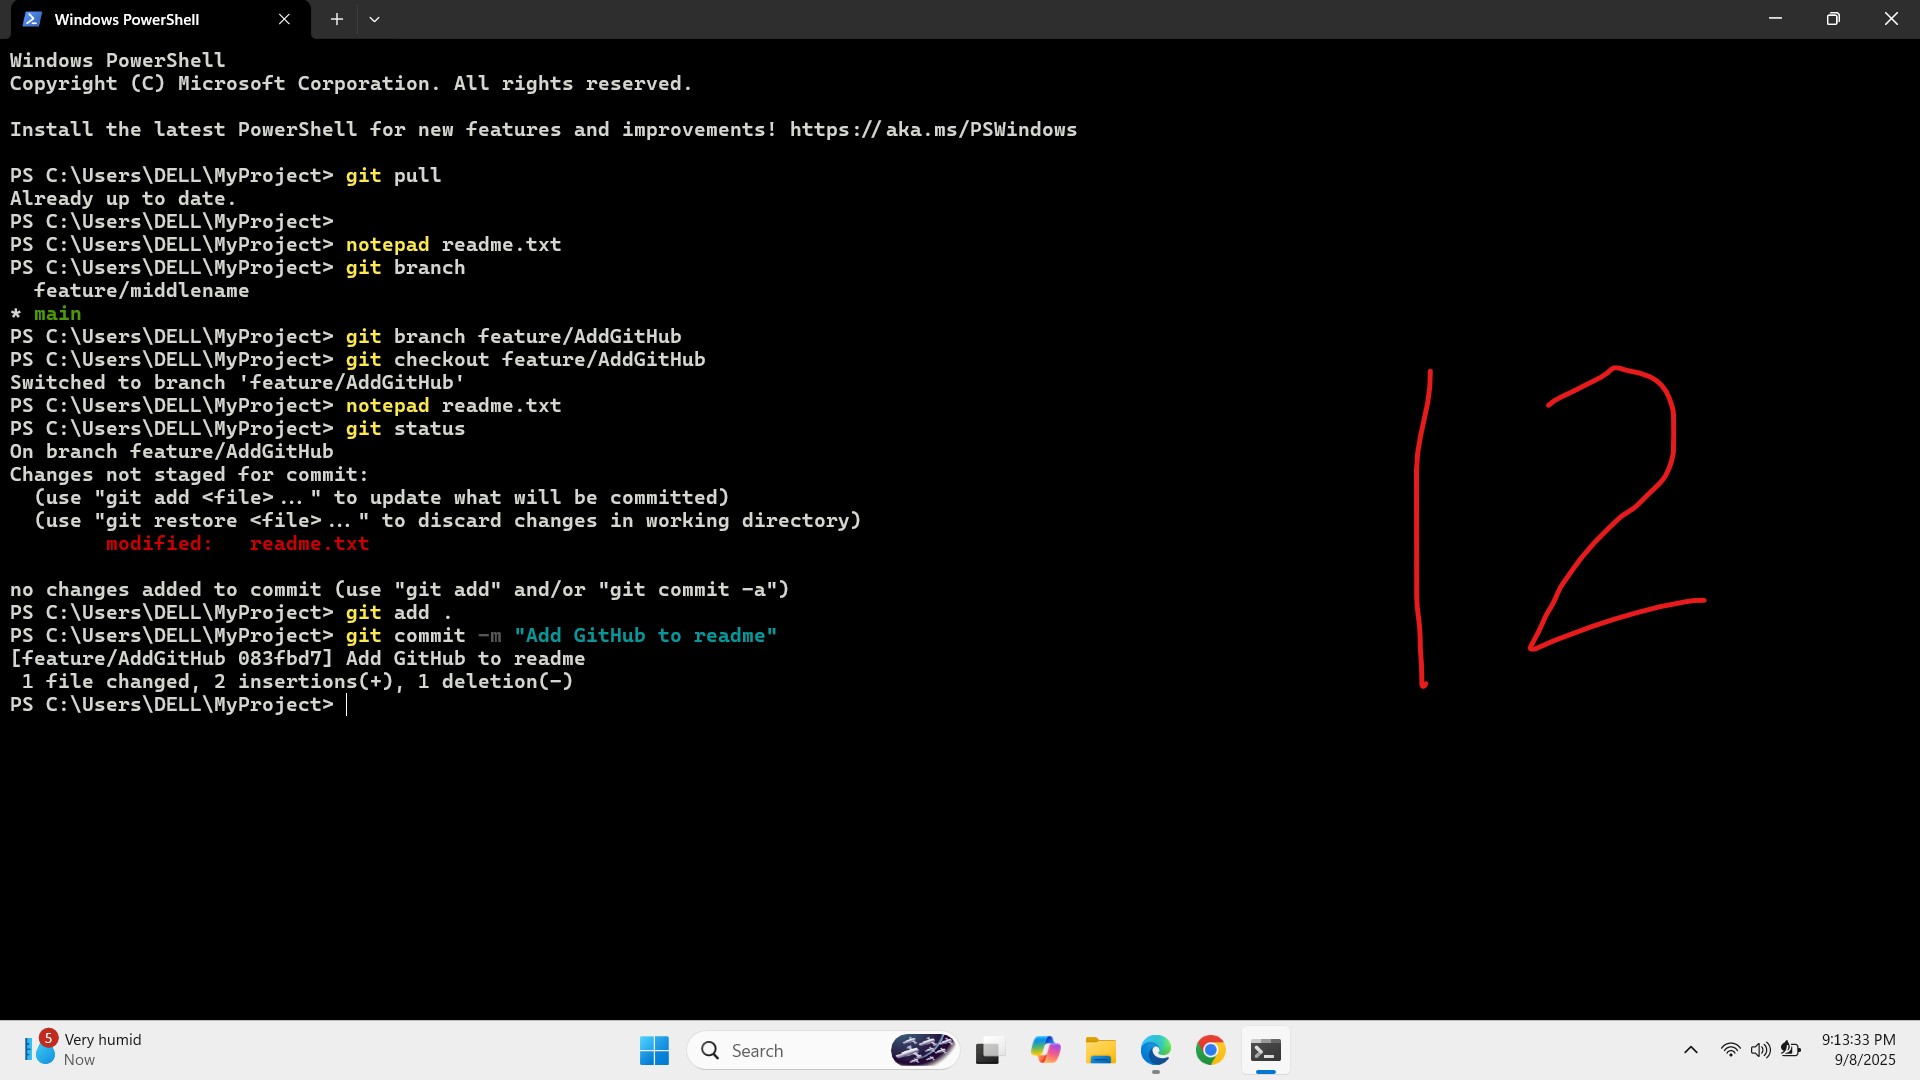 Windows PowerShell
Windows PowerShell
Copyright (C) Microsoft Corporation. All rights reserved.
Install the latest PowerShell for new features and improvements! https://aka.ms/PSWindows
PS C:\Users\DELL\MyProject> git pull
Already up to date.
PS C:\Users\DELL\MyProject>
PS C:\Users\DELL\MyProject> notepad readme.txt
PS C:\Users\DELL\MyProject> git branch
  feature/middlename
* main
PS C:\Users\DELL\MyProject> git branch feature/AddGitHub
PS C:\Users\DELL\MyProject> git checkout feature/AddGitHub
Switched to branch 'feature/AddGitHub'
PS C:\Users\DELL\MyProject> notepad readme.txt
PS C:\Users\DELL\MyProject> git status
On branch feature/AddGitHub
Changes not staged for commit:
  (use "git add <file>..." to update what will be committed)
  (use "git restore <file>..." to discard changes in working directory)
        modified:   readme.txt
no changes added to commit (use "git add" and/or "git commit -a")
PS C:\Users\DELL\MyProject> git add .
PS C:\Users\DELL\MyProject> git commit -m "Add GitHub to readme"
[feature/AddGitHub 083fbd7] Add GitHub to readme
 1 file changed, 2 insertions(+), 1 deletion(-)
PS C:\Users\DELL\MyProject>
12
5
Very humid
Now
Search
9:13:33 PM
9/8/2025